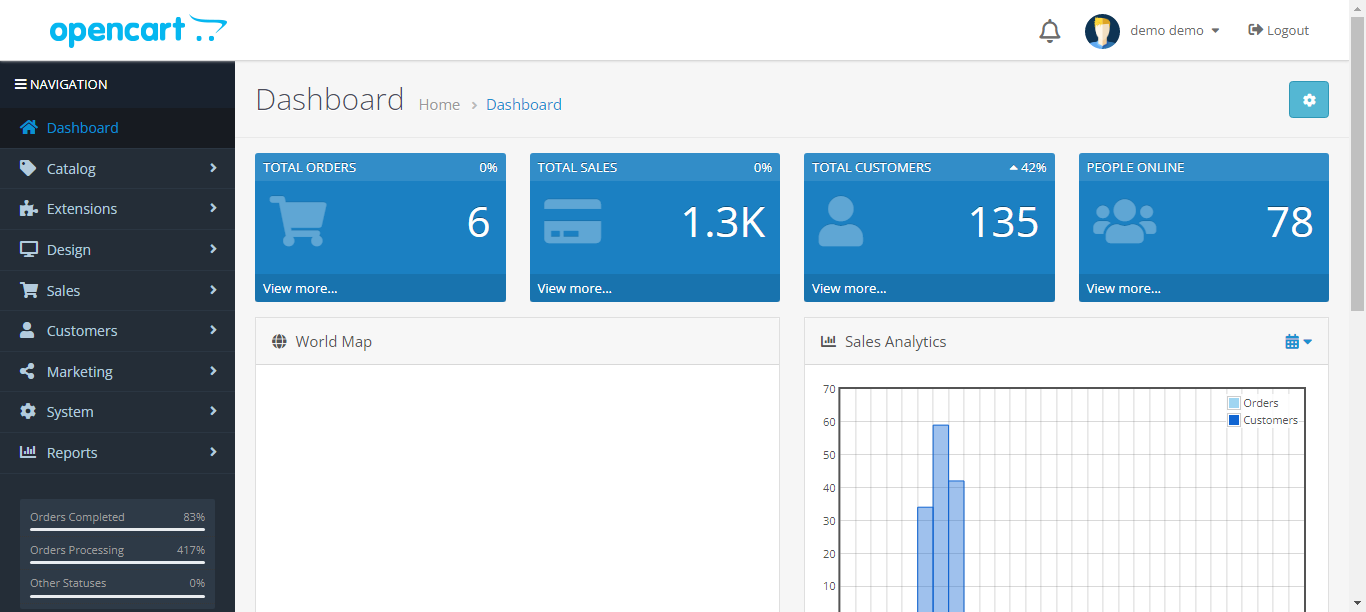 opencart
demo demo
Logout
NAVIGATION
Dashboard
Catalog
Extensions
Design
Sales
Customers
Marketing
System
Reports
Orders Completed 83%
Orders Processing 417%
Other Statuses 0%
Dashboard Home › Dashboard
TOTAL ORDERS 0%
6
View more...
TOTAL SALES 0%
1.3K
View more...
TOTAL CUSTOMERS 42%
135
View more...
PEOPLE ONLINE
78
View more...
World Map
Sales Analytics
70
60
50
40
30
20
10
Orders
Customers